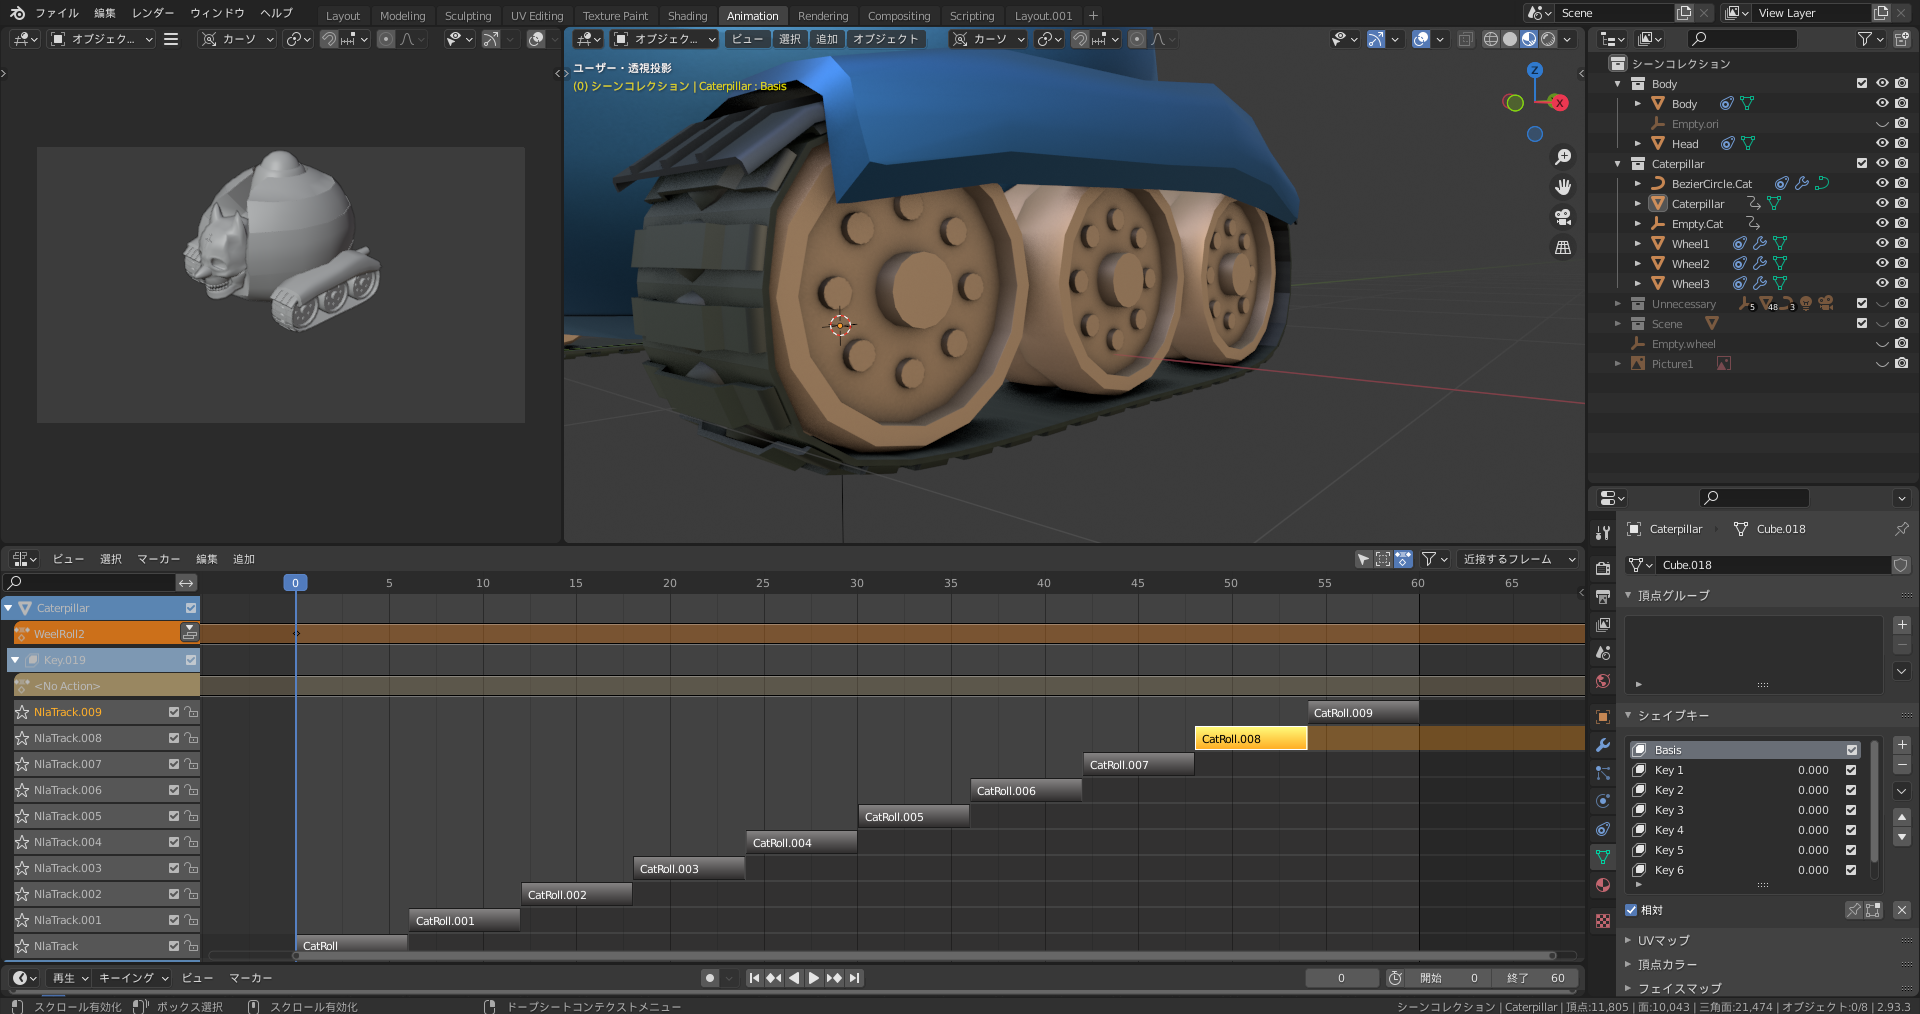 ファイル 編集 レンダー ウィンドウ ヘルプ Layout Modeling Sculpting UV Editing Texture Paint Shading Animation Rendering Compositing Scripting Layout.001 + Scene View Layer
オブジェク... カーソ オブジェク... ビュー 選択 追加 オブジェクト カーソ
ユーザー・透視投影
(0) シーンコレクション | Caterpillar : Basis
Z
X
シーンコレクション
Body
Body
Empty.ori
Head
Caterpillar
BezierCircle.Cat
Caterpillar
Empty.Cat
Wheel1
Wheel2
Wheel3
Unnecessary 5 48 3
Scene
Empty.wheel
Picture1
Caterpillar Cube.018
Cube.018
頂点グループ
シェイプキー
Basis
Key 1 0.000
Key 2 0.000
Key 3 0.000
Key 4 0.000
Key 5 0.000
Key 6 0.000
相対
UVマップ
頂点カラー
フェイスマップ
ビュー 選択 マーカー 編集 追加 近接するフレーム
0 5 10 15 20 25 30 35 40 45 50 55 60 65
Caterpillar
WeelRoll2
Key.019
<No Action>
NlaTrack.009 CatRoll.009
NlaTrack.008 CatRoll.008
NlaTrack.007 CatRoll.007
NlaTrack.006 CatRoll.006
NlaTrack.005 CatRoll.005
NlaTrack.004 CatRoll.004
NlaTrack.003 CatRoll.003
NlaTrack.002 CatRoll.002
NlaTrack.001 CatRoll.001
NlaTrack CatRoll
再生 キーイング ビュー マーカー 0 開始 0 終了 60
スクロール有効化 ボックス選択 スクロール有効化 ドープシートコンテクストメニュー シーンコレクション | Caterpillar | 頂点:11,805 | 面:10,043 | 三角面:21,474 | オブジェクト:0/8 | 2.93.3